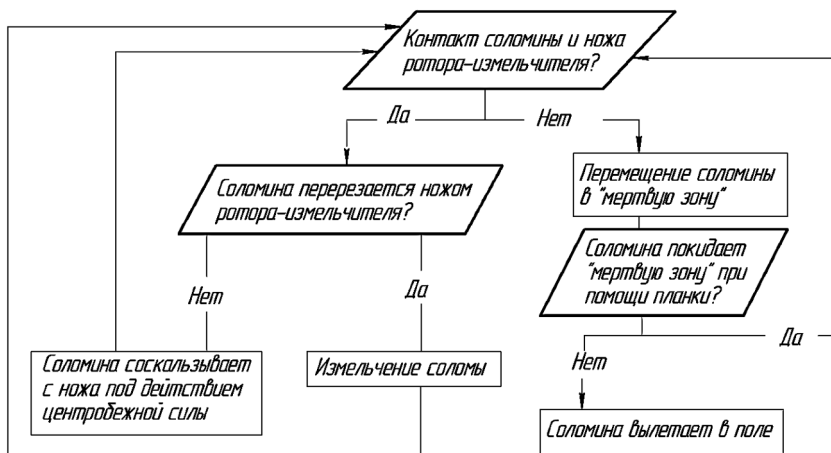 Контакт соломины и ножа
ротора-измельчителя?
Да
Нет
Соломина перерезается ножом
ротора-измельчителя?
Перемещение соломины
в "мертвую зону"
Соломина покидает
"мертвую зону" при
помощи планки?
Нет
Да
Да
Нет
Соломина соскальзывает
с ножа под дейтствием
центробежной силы
Измельчение соломы
Соломина вылетает в поле